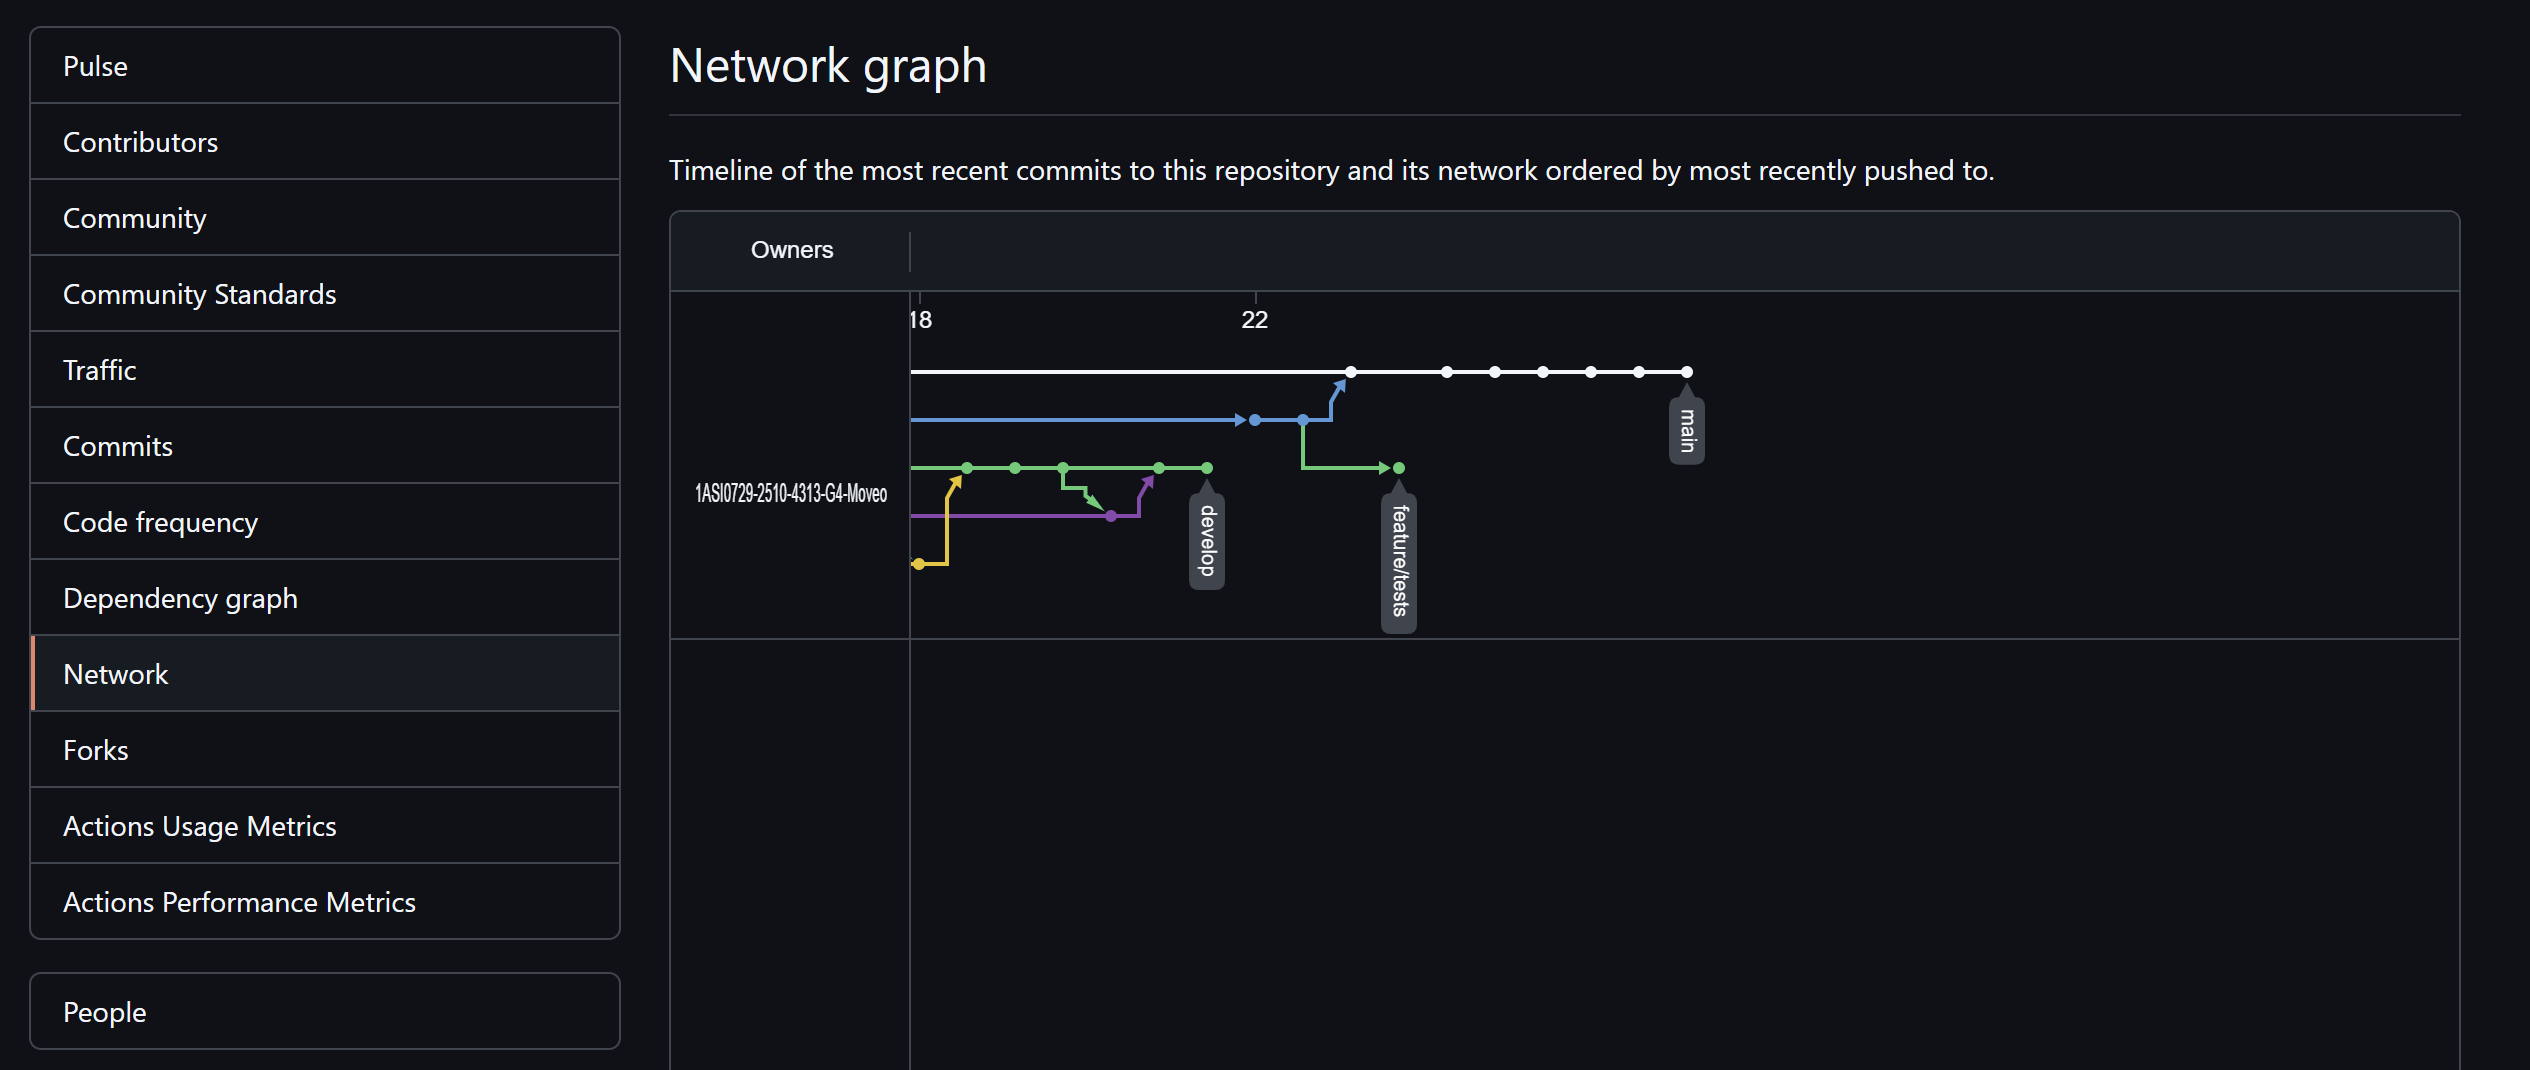 Pulse
Contributors
Community
Community Standards
Traffic
Commits
Code frequency
Dependency graph
Network
Forks
Actions Usage Metrics
Actions Performance Metrics
People
Network graph
Timeline of the most recent commits to this repository and its network ordered by most recently pushed to.
Owners
18
22
1ASI0729-2510-4313-G4-Moveo
main
develop
feature/tests